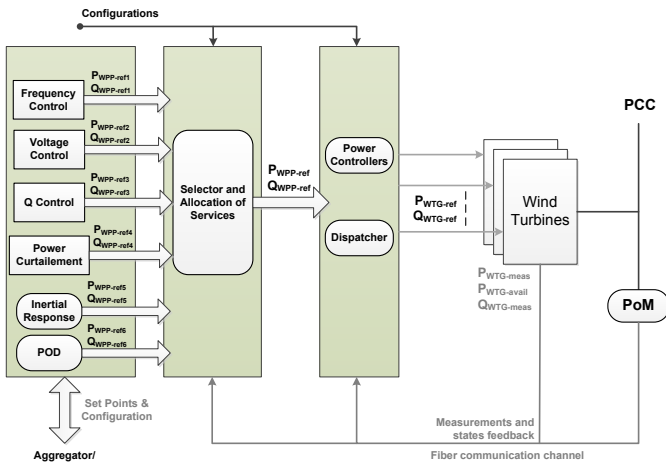 Configurations
Frequency
Control
PWPP-ref1
QWPP-ref1
Voltage
Control
PWPP-ref2
QWPP-ref2
Q Control
PWPP-ref3
QWPP-ref3
Power
Curtailement
PWPP-ref4
QWPP-ref4
Inertial
Response
PWPP-ref5
QWPP-ref5
POD
PWPP-ref6
QWPP-ref6
Selector and
Allocation of
Services
PWPP-ref
QWPP-ref
Power
Controllers
Dispatcher
PWTG-ref
QWTG-ref
Wind
Turbines
PWTG-meas
PWTG-avail
QWTG-meas
PCC
PoM
Set Points &
Configuration
Aggregator/
Measurements and
states feedback
Fiber communication channel